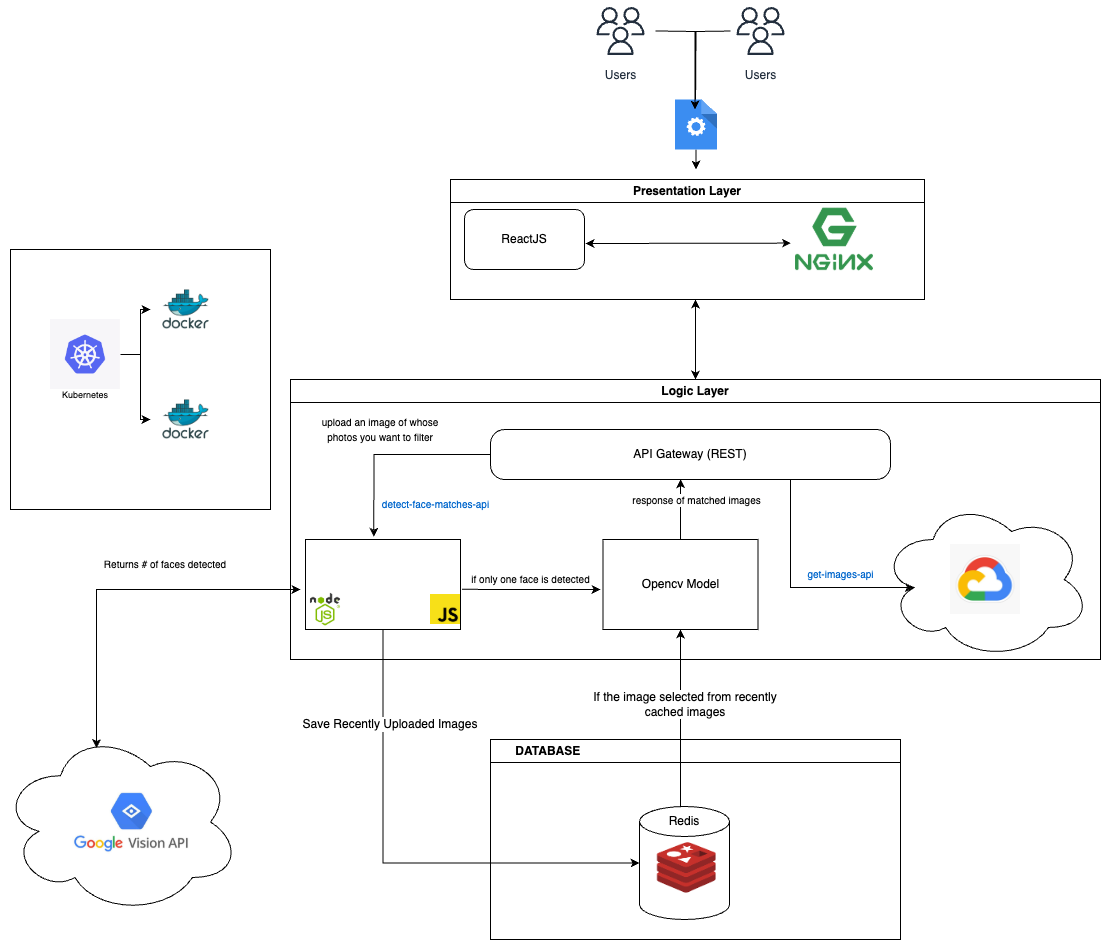 Users
Users
Presentation Layer
ReactJS
NGINX
docker
Kubernetes
docker
Logic Layer
upload an image of whose
photos you want to filter
API Gateway (REST)
detect-face-matches-api
response of matched images
Returns # of faces detected
if only one face is detected
Opencv Model
get-images-api
node
JS
JS
If the image selected from recently
cached images
Save Recently Uploaded Images
DATABASE
Redis
Google Vision API